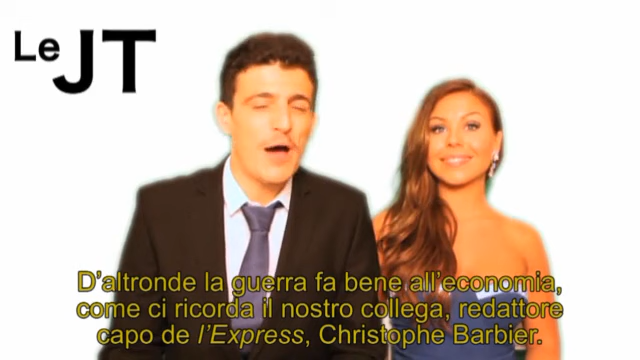 Le JT
D'altronde la guerra fa bene all'economia,
come ci ricorda il nostro collega, redattore
capo de l'Express, Christophe Barbier.